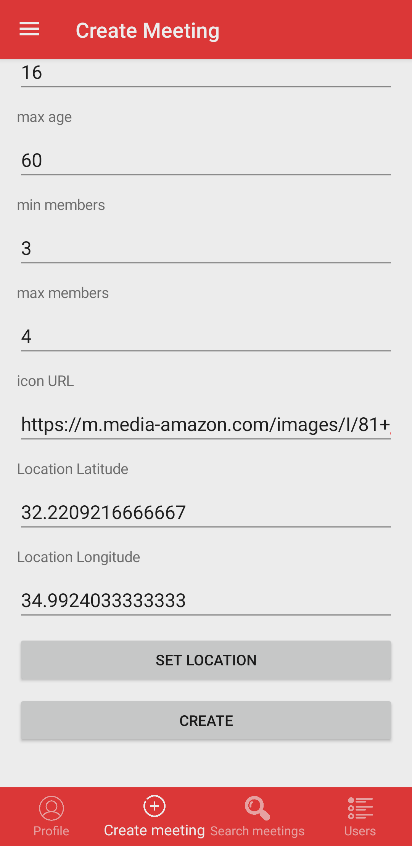 Create Meeting
16
max age
60
min members
3
max members
4
icon URL
https://m.media-amazon.com/images/I/81+
Location Latitude
32.2209216666667
Location Longitude
34.9924033333333
SET LOCATION
CREATE
Profile
Create meeting
Search meetings
Users